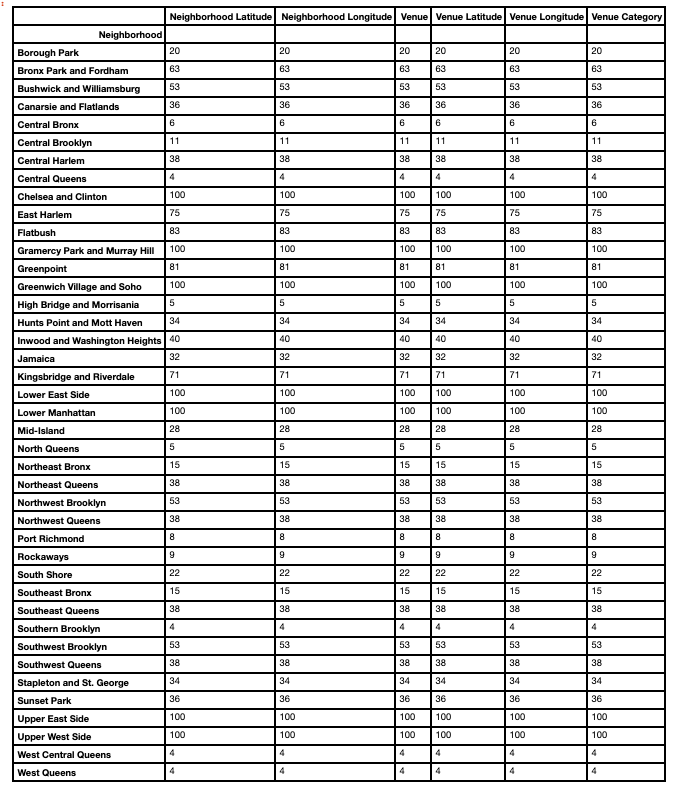 Neighborhood Latitude Neighborhood Longitude Venue Venue Latitude Venue Longitude Venue Category
Neighborhood
Borough Park 20 20 20 20 20 20
Bronx Park and Fordham 63 63 63 63 63 63
Bushwick and Williamsburg 53 53 53 53 53 53
Canarsie and Flatlands 36 36 36 36 36 36
Central Bronx 6 6 6 6 6 6
Central Brooklyn 11 11 11 11 11 11
Central Harlem 38 38 38 38 38 38
Central Queens 4 4 4 4 4 4
Chelsea and Clinton 100 100 100 100 100 100
East Harlem 75 75 75 75 75 75
Flatbush 83 83 83 83 83 83
Gramercy Park and Murray Hill 100 100 100 100 100 100
Greenpoint 81 81 81 81 81 81
Greenwich Village and Soho 100 100 100 100 100 100
High Bridge and Morrisania 5 5 5 5 5 5
Hunts Point and Mott Haven 34 34 34 34 34 34
Inwood and Washington Heights 40 40 40 40 40 40
Jamaica 32 32 32 32 32 32
Kingsbridge and Riverdale 71 71 71 71 71 71
Lower East Side 100 100 100 100 100 100
Lower Manhattan 100 100 100 100 100 100
Mid-Island 28 28 28 28 28 28
North Queens 5 5 5 5 5 5
Northeast Bronx 15 15 15 15 15 15
Northeast Queens 38 38 38 38 38 38
Northwest Brooklyn 53 53 53 53 53 53
Northwest Queens 38 38 38 38 38 38
Port Richmond 8 8 8 8 8 8
Rockaways 9 9 9 9 9 9
South Shore 22 22 22 22 22 22
Southeast Bronx 15 15 15 15 15 15
Southeast Queens 38 38 38 38 38 38
Southern Brooklyn 4 4 4 4 4 4
Southwest Brooklyn 53 53 53 53 53 53
Southwest Queens 38 38 38 38 38 38
Stapleton and St. George 34 34 34 34 34 34
Sunset Park 36 36 36 36 36 36
Upper East Side 100 100 100 100 100 100
Upper West Side 100 100 100 100 100 100
West Central Queens 4 4 4 4 4 4
West Queens 4 4 4 4 4 4